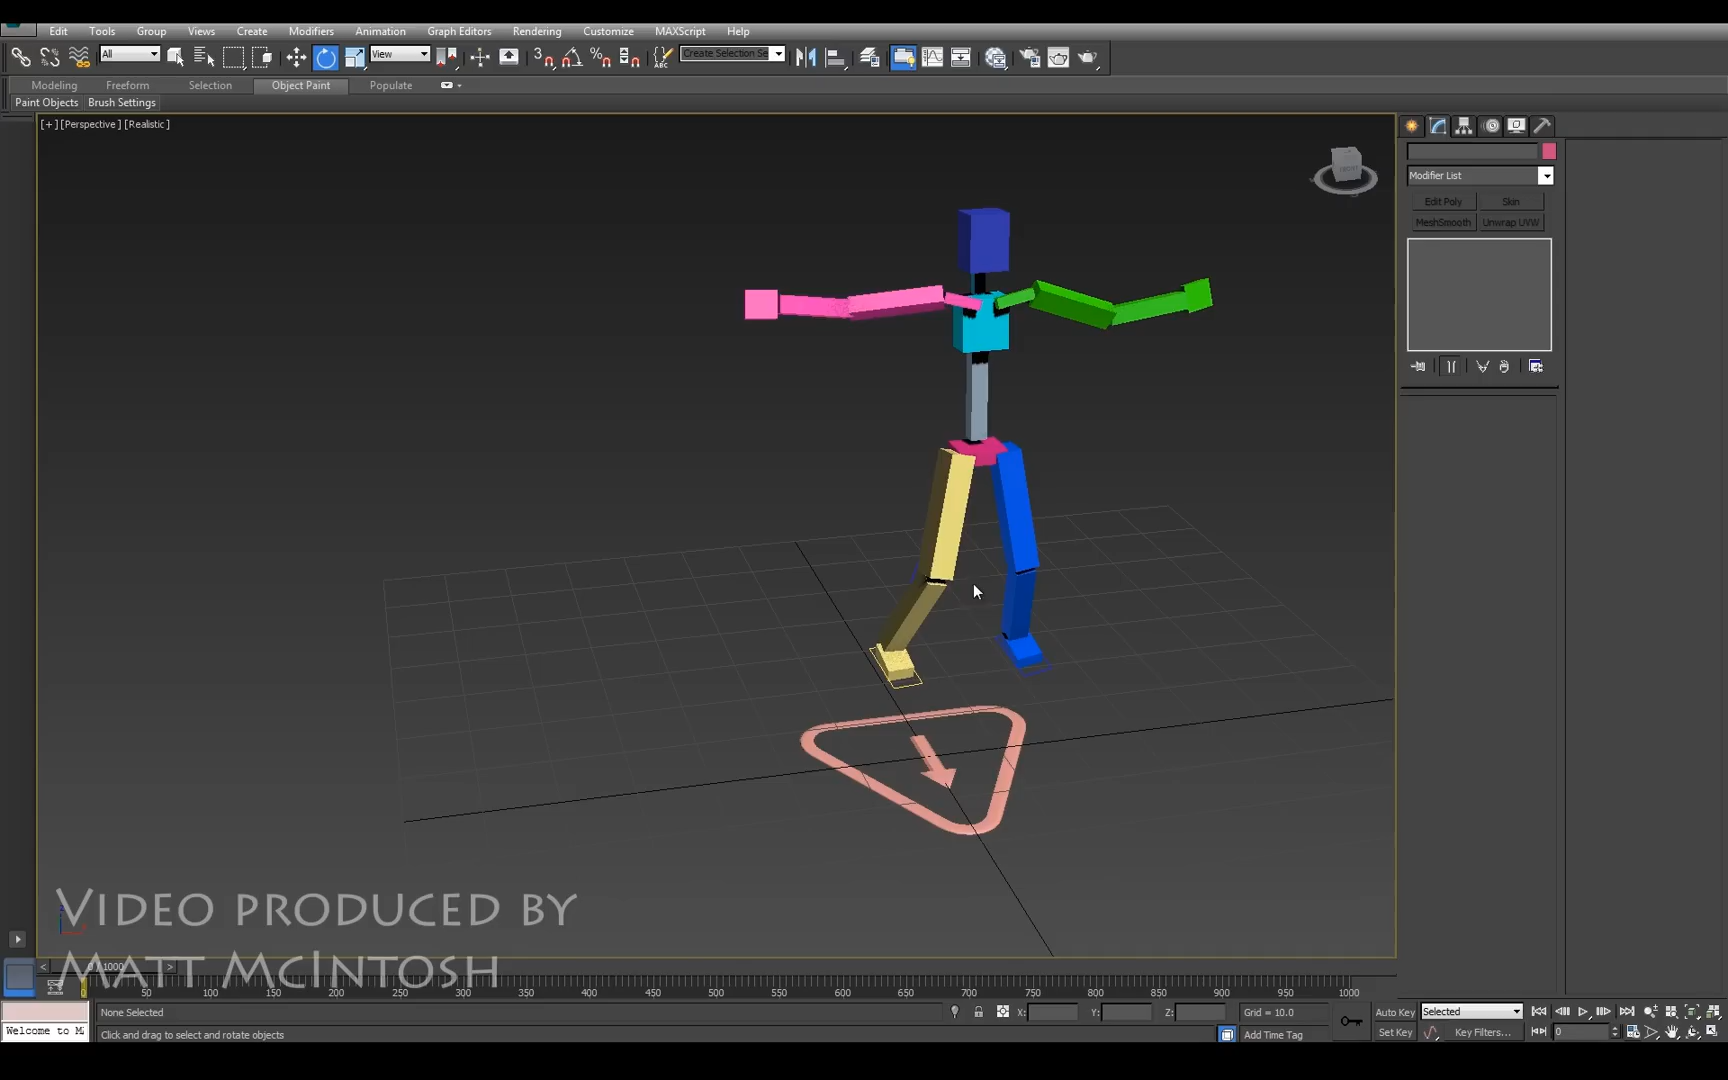 Edit Tools Group Views Create Modifiers Animation Graph Editors Rendering Customize MAXScript Help
All View Create Selection Se
Modeling Freeform Selection Object Paint Populate
Paint Objects Brush Settings
[+] [Perspective] [Realistic]
Modifier List
Edit Poly Skin
MeshSmooth Unwrap UVW
VIDEO PRODUCED BY
MATT MCINTOSH
0 / 1000
0 50 100 150 200 250 300 350 400 450 500 550 600 650 700 750 800 850 900 950 1000
None Selected X: Y: Z: Grid = 10.0 Auto Key Selected
Welcome to M
Click and drag to select and rotate objects Add Time Tag Set Key Key Filters... 0